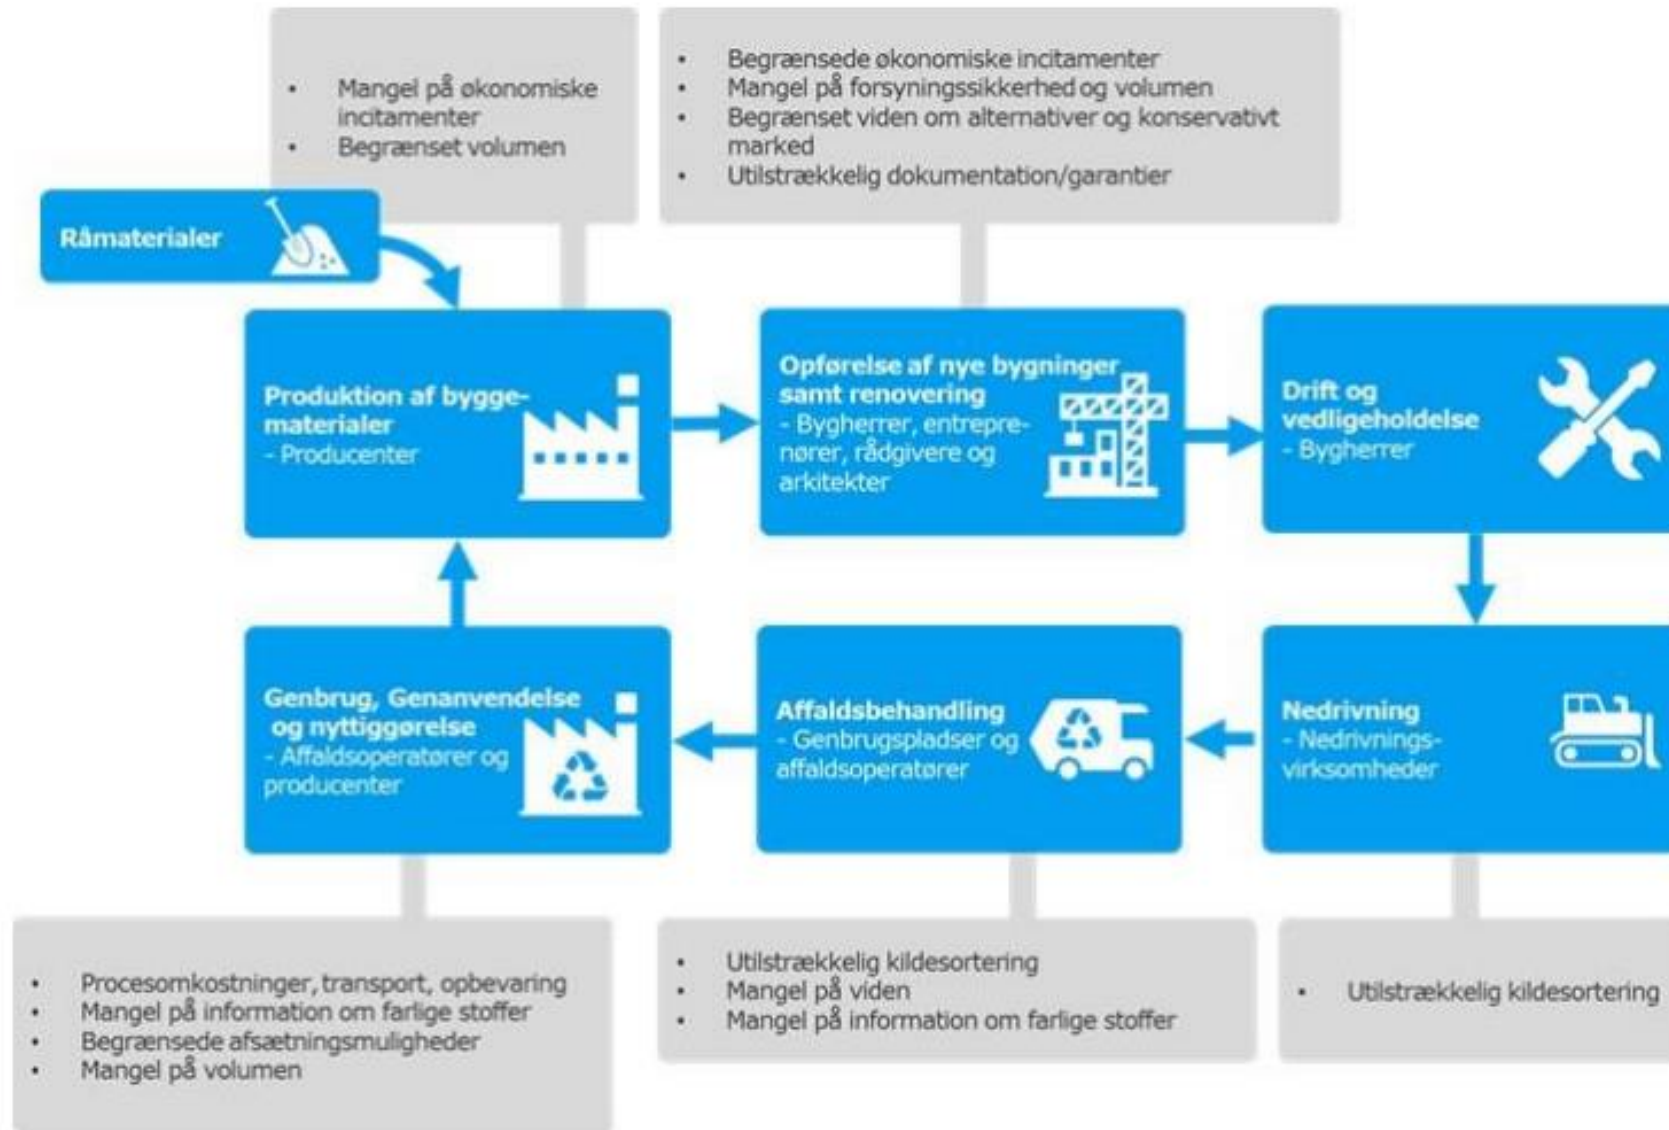 • Mangel på økonomiske
incitamenter
• Begrænset volumen
• Begrænsede økonomiske incitamenter
• Mangel på forsyningssikkerhed og volumen
• Begrænset viden om alternativer og konservativt
marked
• Utilstrækkelig dokumentation/garantier
Råmaterialer
Produktion af bygge-
materialer
- Producenter
Opførelse af nye bygninger
samt renovering
- Bygherrer, entrepre-
nører, rådgivere og
arkitekter
Drift og
vedligeholdelse
- Bygherrer
Genbrug, Genanvendelse
og nyttiggørelse
- Affaldsoperatører og
producenter
Affaldsbehandling
- Genbrugspladser og
affaldsoperatører
Nedrivning
- Nedrivnings-
virksomheder
• Procesomkostninger, transport, opbevaring
• Mangel på information om farlige stoffer
• Begrænsede afsætningsmuligheder
• Mangel på volumen
• Utilstrækkelig kildesortering
• Mangel på viden
• Mangel på information om farlige stoffer
• Utilstrækkelig kildesortering